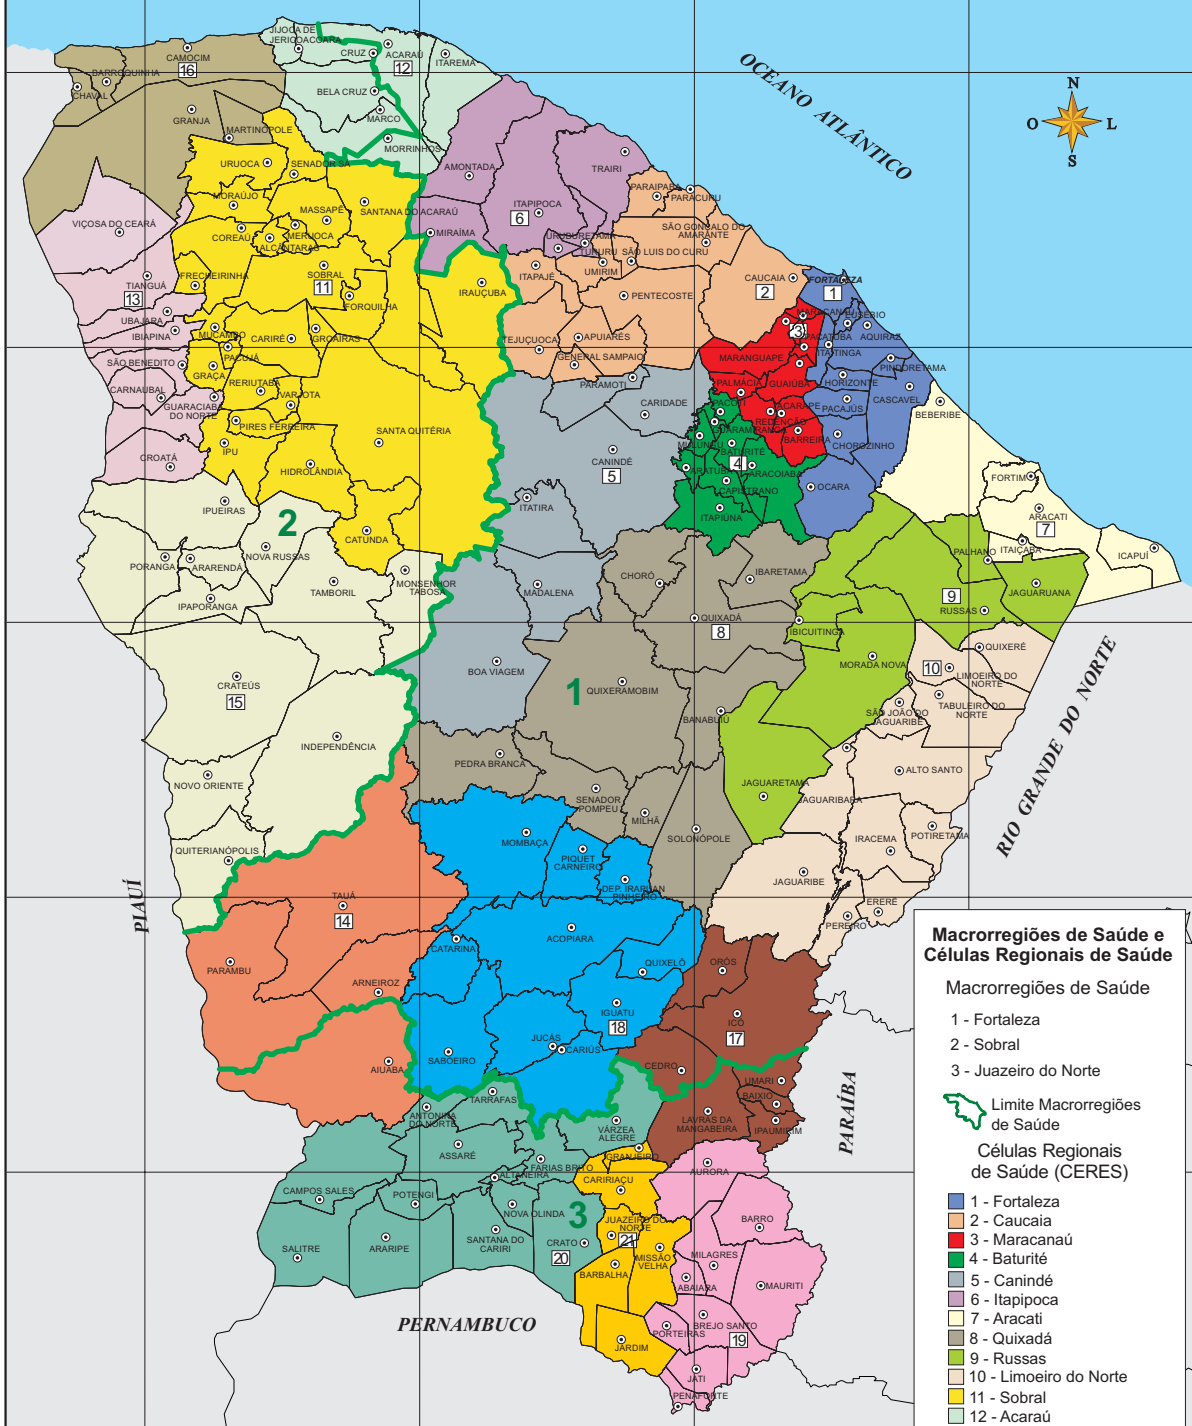 JIJOCA DE
JERICOACOARA
CRUZ
ACARAÚ
12
ITAREMA
CAMOCIM
16
BARROQUINHA
CHAVAL
BELA CRUZ
MARCO
GRANJA
MARTINÓPOLE
MORRINHOS
OCEANO ATLÂNTICO
N
O
L
S
URUOCA
SENADOR SÁ
AMONTADA
TRAIRI
MORAÚJO
MASSAPÊ
SANTANA DO ACARAÚ
ITAPIPOCA
6
PARAIPABA
PARACURU
VIÇOSA DO CEARÁ
COREAÚ
MERUOCA
ALCÂNTARAS
MIRAÍMA
URUBURETAMA
TURURU
SÃO LUIS DO CURU
SÃO GONÇALO DO
AMARANTE
UMIRIM
TIANGUÁ
13
FRECHEIRINHA
SOBRAL
11
FORQUILHA
IRAUÇUBA
ITAPAJÉ
PENTECOSTE
CAUCAIA
2
FORTALEZA
1
UBAJARA
IBIAPINA
MUCAMBO
CARIRÉ
GROAÍRAS
MARACANAÚ
3
EUSÉBIO
PACATUBA
AQUIRAZ
ITAITINGA
TEJUÇUOCA
APUIARÉS
GENERAL SAMPAIO
MARANGUAPE
PINDORETAMA
SÃO BENEDITO
PACUJÁ
GRAÇA
RERIUTABA
VARJOTA
CARNAUBAL
GUARACIABA
DO NORTE
PARAMOTI
CARIDADE
PALMÁCIA
GUAIÚBA
HORIZONTE
CASCAVEL
PACAJÚS
BEBERIBE
PACOTI
ACARAPE
REDENÇÃO
GUARAMIRANGA
BARREIRA
CHOROZINHO
PIRES FERREIRA
IPU
SANTA QUITÉRIA
MULUNGU
BATURITÉ
4
CROATÁ
HIDROLÂNDIA
CANINDÉ
5
ARATUBA
ARACOIABA
CAPISTRANO
OCARA
FORTIM
IPUEIRAS
2
ITATIRA
ITAPIÚNA
ARACATI
7
CATUNDA
NOVA RUSSAS
ITAIÇABA
ICAPUÍ
PORANGA
ARARENDÁ
TAMBORIL
MONSENHOR
TABOSA
MADALENA
CHORÓ
IBARETAMA
PALHANO
IPAPORANGA
JAGUARUANA
9
RUSSAS
QUIXADÁ
8
IBICUITINGA
CRATEÚS
15
BOA VIAGEM
1
QUIXERAMOBIM
MORADA NOVA
10
QUIXERÉ
LIMOEIRO DO
NORTE
BANABUIÚ
SÃO JOÃO DO
JAGUARIBE
TABULEIRO DO
NORTE
INDEPENDÊNCIA
RIO GRANDE DO NORTE
NOVO ORIENTE
PEDRA BRANCA
SENADOR
POMPEU
MILHÃ
JAGUARETAMA
JAGUARIBARA
ALTO SANTO
SOLONÓPOLE
QUITERIANÓPOLIS
MOMBAÇA
PIQUET
CARNEIRO
IRACEMA
POTIRETAMA
DEP. IRAPUAN
PINHEIRO
JAGUARIBE
PIAUÍ
TAUÁ
14
ERERÊ
PEREIRO
ACOPIARA
CATARINA
PARAMBU
QUIXELÔ
ORÓS
ARNEIROZ
IGUATU
18
ICÓ
17
JUCÁS
CARIÚS
SABOEIRO
AIUABA
CEDRO
UMARI
BAIXIO
PARAÍBA
TARRAFAS
ANTONINA
DO NORTE
VÁRZEA
ALEGRE
LAVRAS DA
MANGABEIRA
IPAUMIRIM
ASSARÉ
GRANJEIRO
FARIAS BRITO
AURORA
ALTANEIRA
CARIRIAÇU
CAMPOS SALES
POTENGI
NOVA OLINDA
3
JUAZEIRO DO
NORTE
21
BARRO
SALITRE
ARARIPE
SANTANA DO
CARIRI
CRATO
20
MISSÃO
VELHA
MILAGRES
BARBALHA
ABAIARA
MAURITI
PERNAMBUCO
BREJO SANTO
PORTEIRAS
19
JARDIM
JATI
PENAFORTE
Macrorregiões de Saúde e
Células Regionais de Saúde
Macrorregiões de Saúde
1 - Fortaleza
2 - Sobral
3 - Juazeiro do Norte
Limite Macrorregiões
de Saúde
Células Regionais
de Saúde (CERES)
1 - Fortaleza
2 - Caucaia
3 - Maracanaú
4 - Baturité
5 - Canindé
6 - Itapipoca
7 - Aracati
8 - Quixadá
9 - Russas
10 - Limoeiro do Norte
11 - Sobral
12 - Acaraú